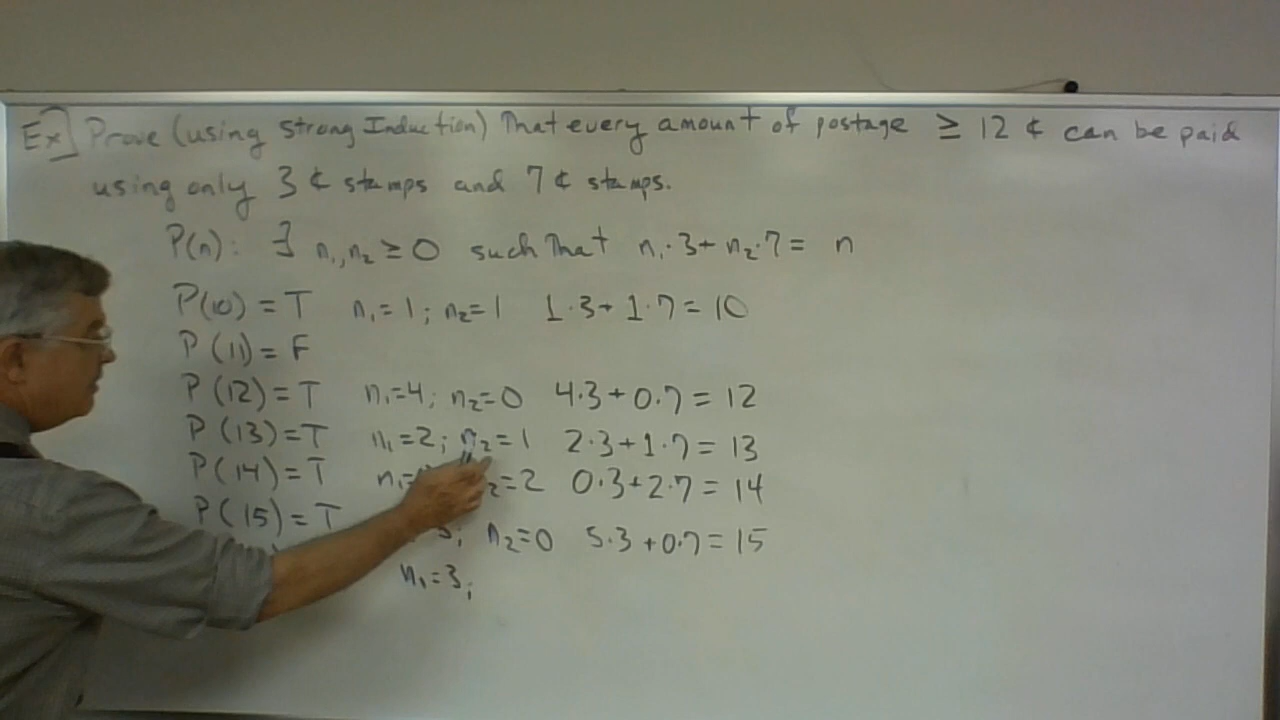 Ex] Prove (using strong Induction) That every amount of postage ≥ 12 ¢ can be paid
using only 3 ¢ stamps and 7 ¢ stamps.
P(n): ∃ n₁, n₂ ≥ 0 such That n₁·3 + n₂·7 = n
P(10) = T n₁ = 1; n₂ = 1 1·3 + 1·7 = 10
P(11) = F
P(12) = T n₁ = 4; n₂ = 0 4·3 + 0·7 = 12
P(13) = T n₁ = 2; n₂ = 1 2·3 + 1·7 = 13
P(14) = T n₁ = 2 = 2 0·3 + 2·7 = 14
P(15) = T ; n₂ = 0 5·3 + 0·7 = 15
n₁ = 3;